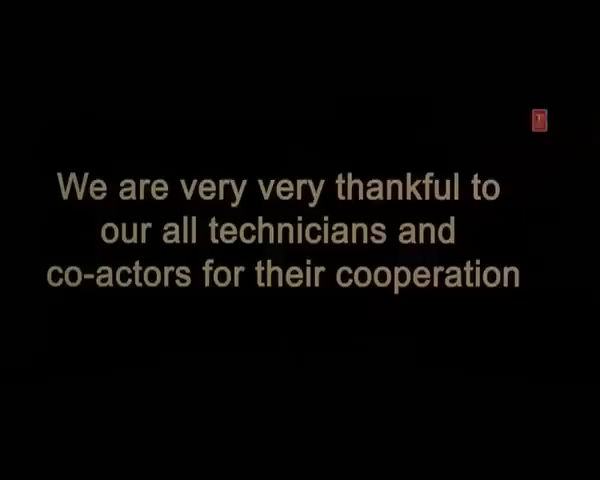 We are very very thankful to
our all technicians and
co-actors for their cooperation